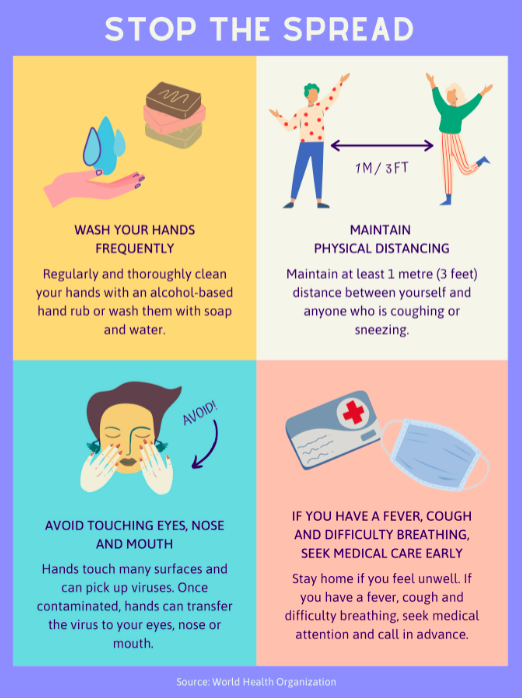 STOP THE SPREAD
WASH YOUR HANDS
FREQUENTLY
Regularly and thoroughly clean
your hands with an alcohol-based
hand rub or wash them with soap
and water.
1M/ 3FT
MAINTAIN
PHYSICAL DISTANCING
Maintain at least 1 metre (3 feet)
distance between yourself and
anyone who is coughing or
sneezing.
AVOID!
AVOID TOUCHING EYES, NOSE
AND MOUTH
Hands touch many surfaces and
can pick up viruses. Once
contaminated, hands can transfer
the virus to your eyes, nose or
mouth.
IF YOU HAVE A FEVER, COUGH
AND DIFFICULTY BREATHING,
SEEK MEDICAL CARE EARLY
Stay home if you feel unwell. If
you have a fever, cough and
difficulty breathing, seek medical
attention and call in advance.
Source: World Health Organization